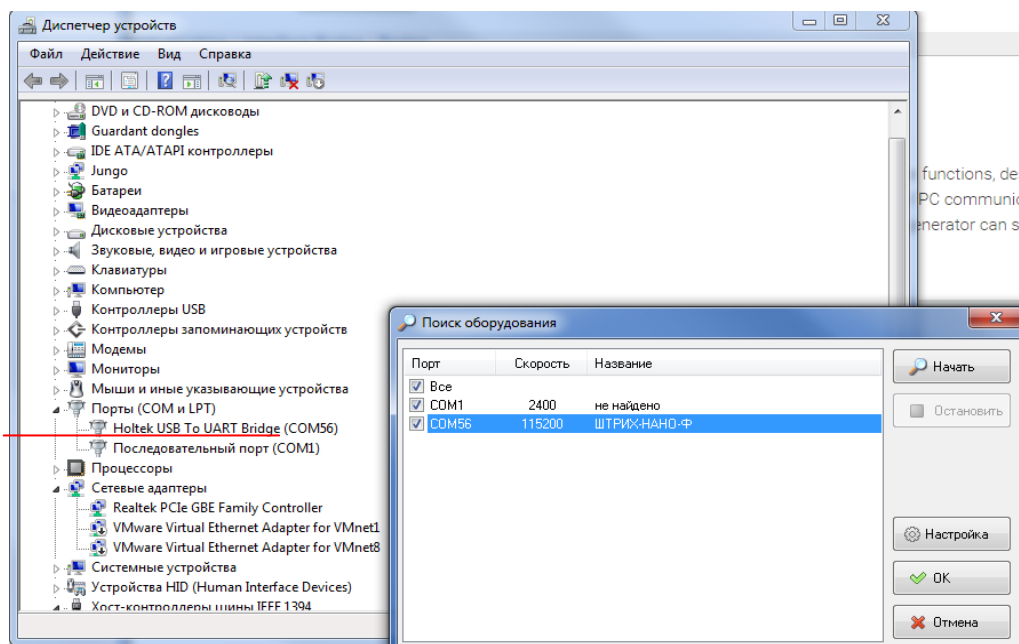 Диспетчер устройств
Файл Действие Вид Справка
DVD и CD-ROM дисководы
Guardant dongles
IDE ATA/ATAPI контроллеры
Jungo
Батареи
Видеоадаптеры
Дисковые устройства
Звуковые, видео и игровые устройства
Клавиатуры
Компьютер
Контроллеры USB
Контроллеры запоминающих устройств
Модемы
Мониторы
Мыши и иные указывающие устройства
Порты (COM и LPT)
Holtek USB To UART Bridge (COM56)
Последовательный порт (COM1)
Процессоры
Сетевые адаптеры
Realtek PCIe GBE Family Controller
VMware Virtual Ethernet Adapter for VMnet1
VMware Virtual Ethernet Adapter for VMnet8
Системные устройства
Устройства HID (Human Interface Devices)
Хост-контроллеры шины IEEE 1394
functions, de
PC communic
enerator can s
Поиск оборудования
Порт Скорость Название
Все
COM1 2400 не найдено
COM56 115200 ШТРИХ-НАНО-Ф
Начать
Остановить
Настройка
OK
Отмена